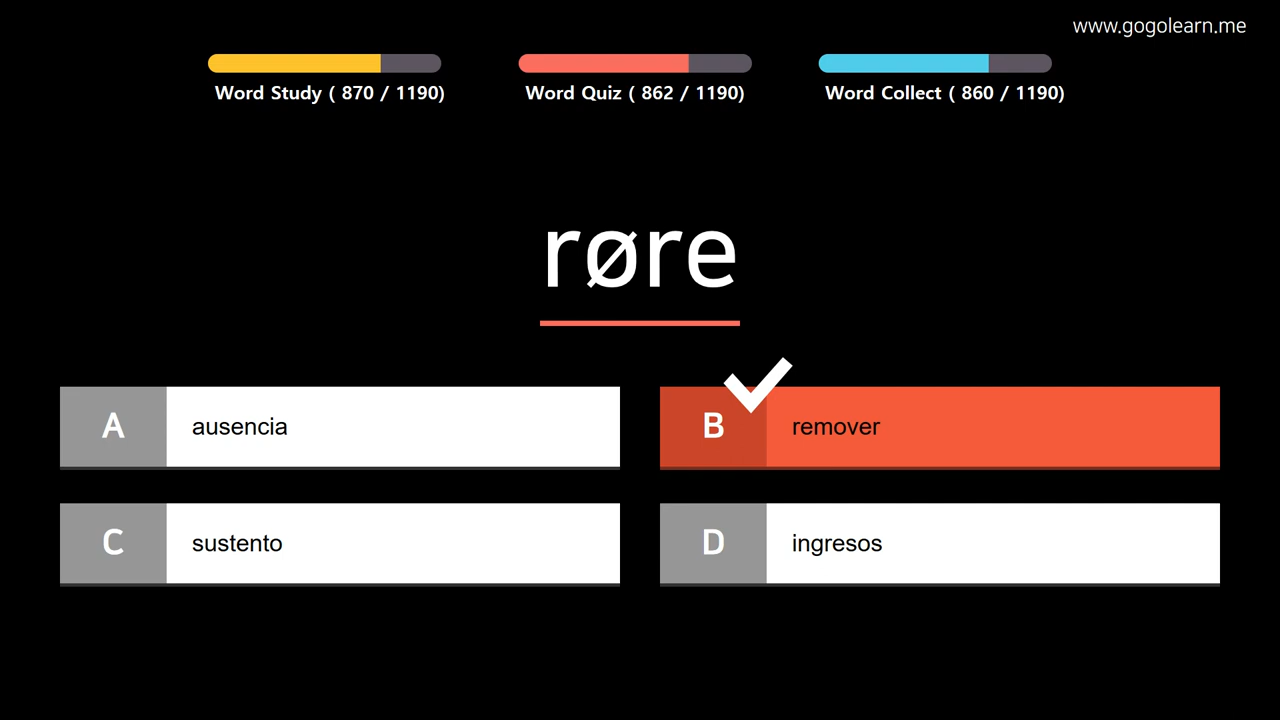 www.gogolearn.me
Word Study ( 870 / 1190)
Word Quiz ( 862 / 1190)
Word Collect ( 860 / 1190)
røre
A
ausencia
B
remover
C
sustento
D
ingresos